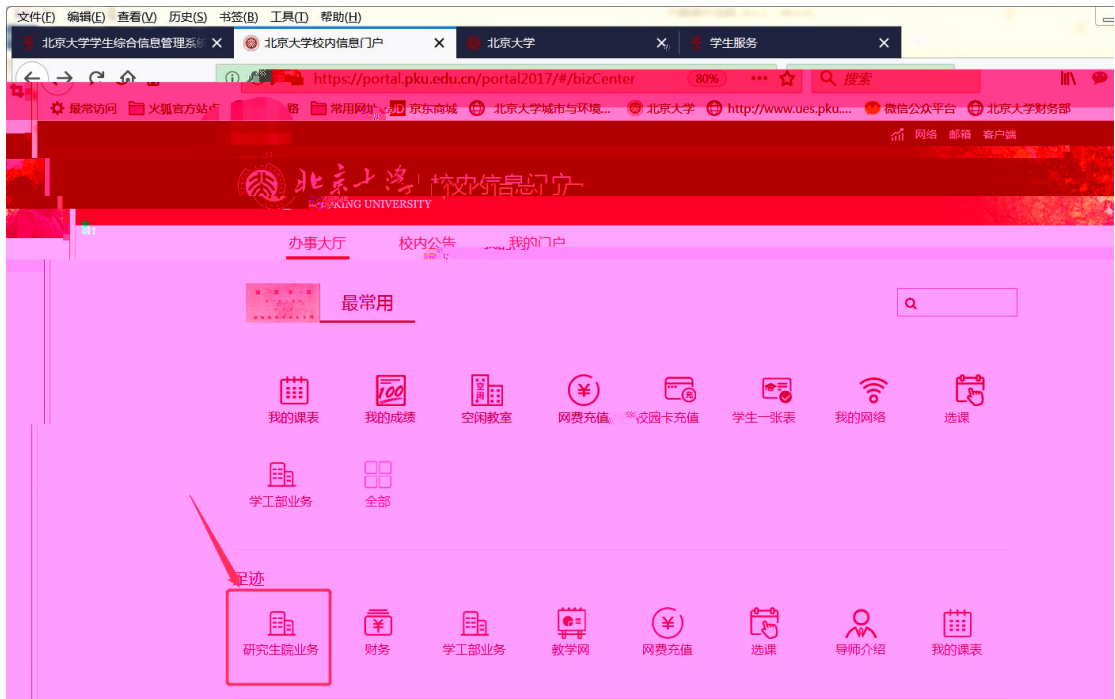 文件(F) 编辑(E) 查看(V) 历史(S) 书签(B) 工具(T) 帮助(H)
北京大学学生综合信息管理系统 北京大学校内信息门户 北京大学 学生服务
https://portal.pku.edu.cn/portal2017/#/bizCenter 80% 搜索
最常访问 火狐官方站点 常用网址 JD 京东商城 北京大学城市与环境... 北京大学 http://www.ues.pku.... 微信公众平台 北京大学财务部
网络 邮箱 客户端
北京大学 校内信息门户
PEKING UNIVERSITY
办事大厅 校内公告 我的门户
最常用
我的课表 我的成绩 空闲教室 网费充值 校园卡充值 学生一张表 我的网络 选课
学工部业务 全部
足迹
研究生院业务 财务 学工部业务 教学网 网费充值 选课 导师介绍 我的课表